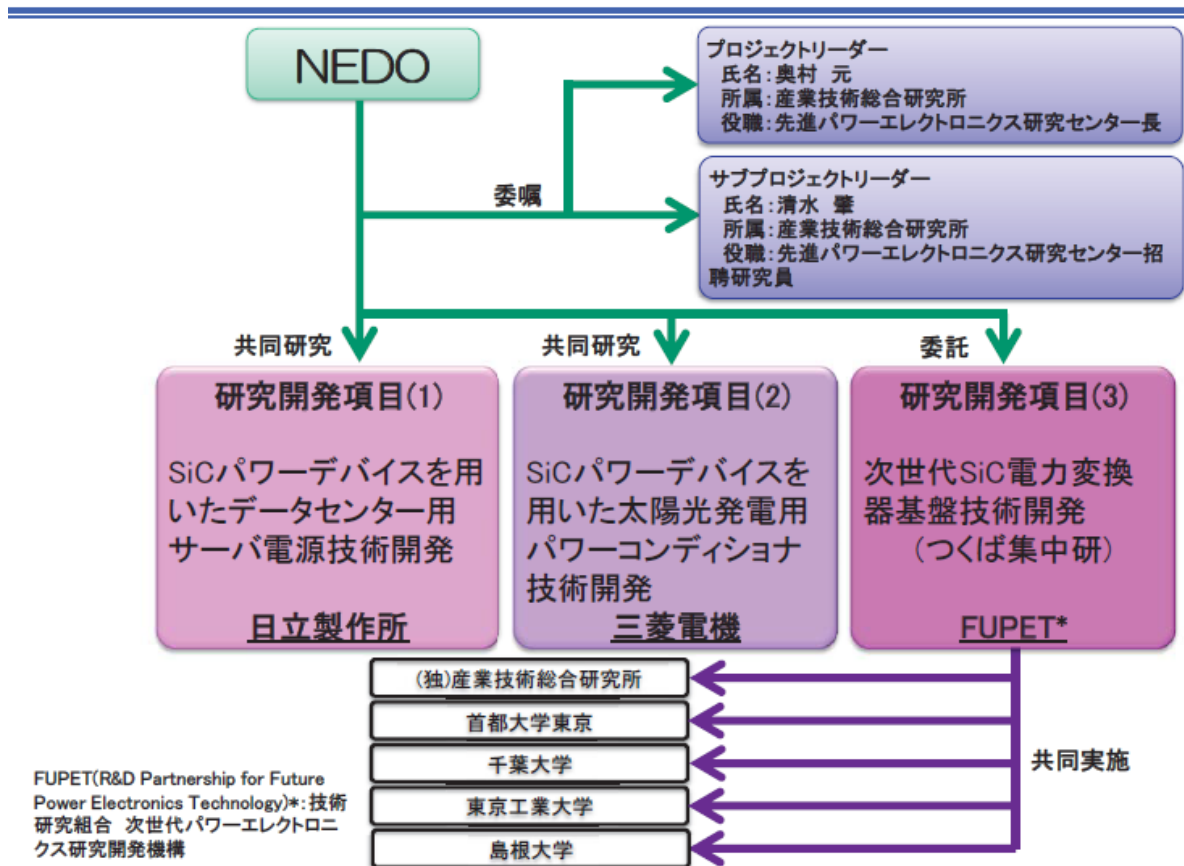 NEDO
プロジェクトリーダー
氏名：奥村 元
所属：産業技術総合研究所
役職：先進パワーエレクトロニクス研究センター長
委嘱
サブプロジェクトリーダー
氏名：清水 肇
所属：産業技術総合研究所
役職：先進パワーエレクトロニクス研究センター招
聘研究員
共同研究
共同研究
委託
研究開発項目(1)
SiCパワーデバイスを用
いたデータセンター用
サーバ電源技術開発
日立製作所
研究開発項目(2)
SiCパワーデバイスを
用いた太陽光発電用
パワーコンディショナ
技術開発
三菱電機
研究開発項目(3)
次世代SiC電力変換
器基盤技術開発
（つくば集中研）
FUPET*
(独)産業技術総合研究所
首都大学東京
千葉大学
東京工業大学
島根大学
共同実施
FUPET(R&D Partnership for Future
Power Electronics Technology)*：技術
研究組合 次世代パワーエレクトロニ
クス研究開発機構